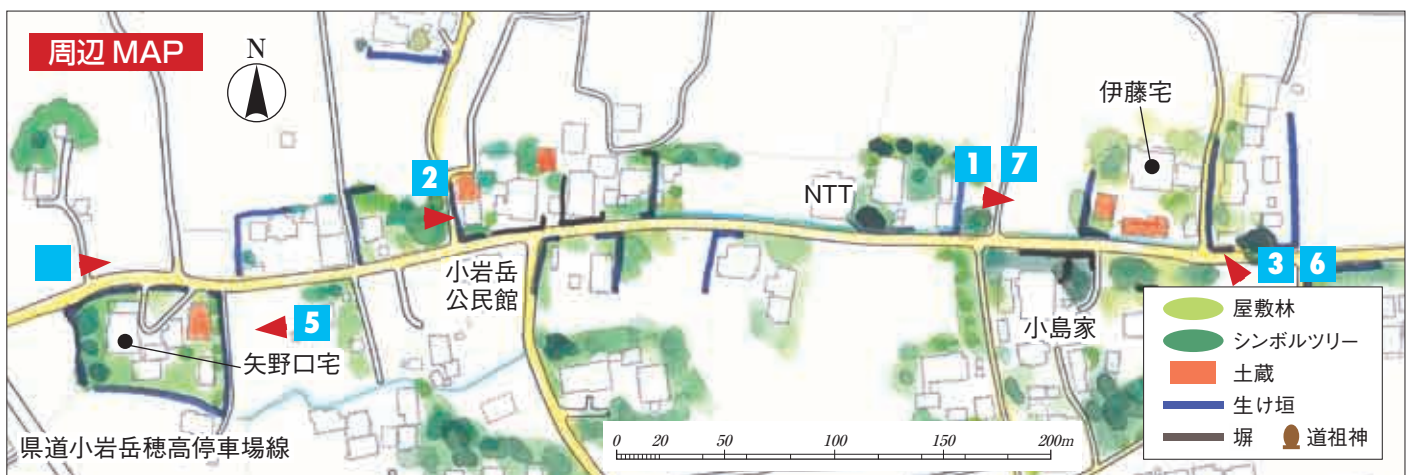 周辺 MAP
N
伊藤宅
2
1 7
NTT
小岩岳
公民館
3 6
5
小島家
矢野口宅
県道小岩岳穂高停車場線
0 20 50 100 150 200m
屋敷林
シンボルツリー
土蔵
生け垣
塀 道祖神